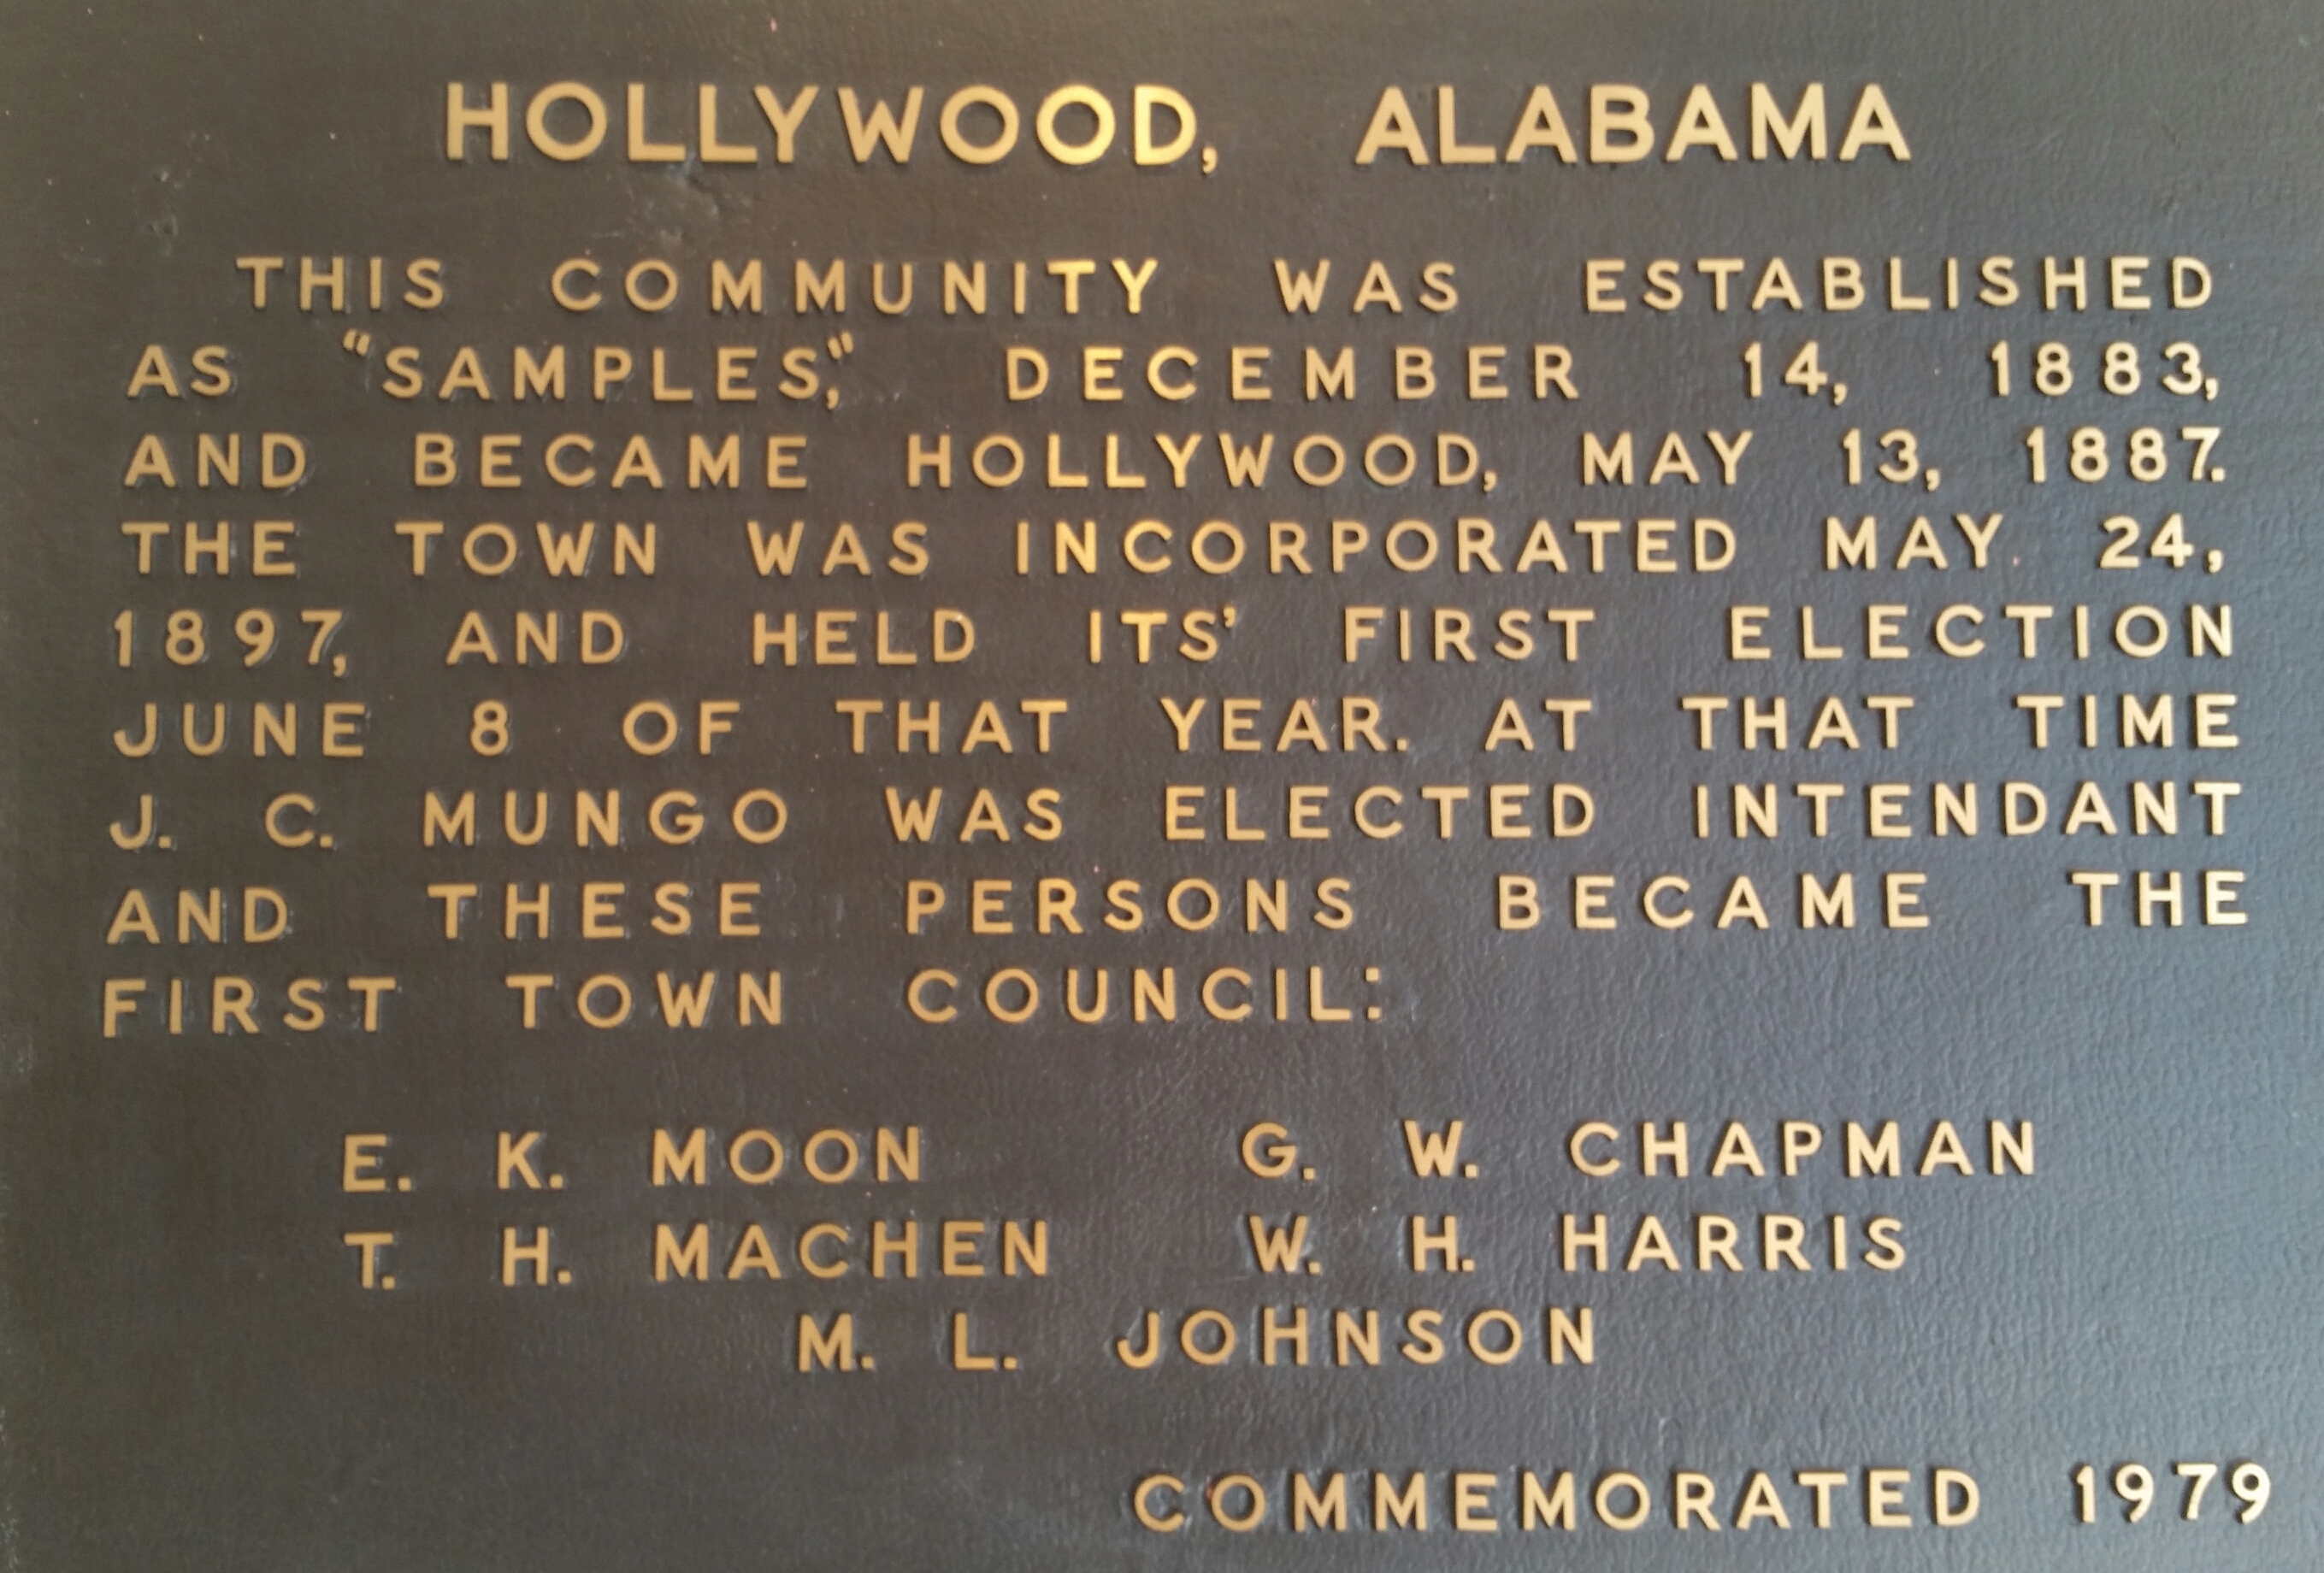 HOLLYWOOD, ALABAMA
THIS COMMUNITY WAS ESTABLISHED
AS “SAMPLES,” DECEMBER 14, 1883,
AND BECAME HOLLYWOOD, MAY 13, 1887.
THE TOWN WAS INCORPORATED MAY 24,
1897, AND HELD ITS’ FIRST ELECTION
JUNE 8 OF THAT YEAR. AT THAT TIME
J. C. MUNGO WAS ELECTED INTENDANT
AND THESE PERSONS BECAME THE
FIRST TOWN COUNCIL:
E. K. MOON G. W. CHAPMAN
T. H. MACHEN W. H. HARRIS
M. L. JOHNSON
COMMEMORATED 1979